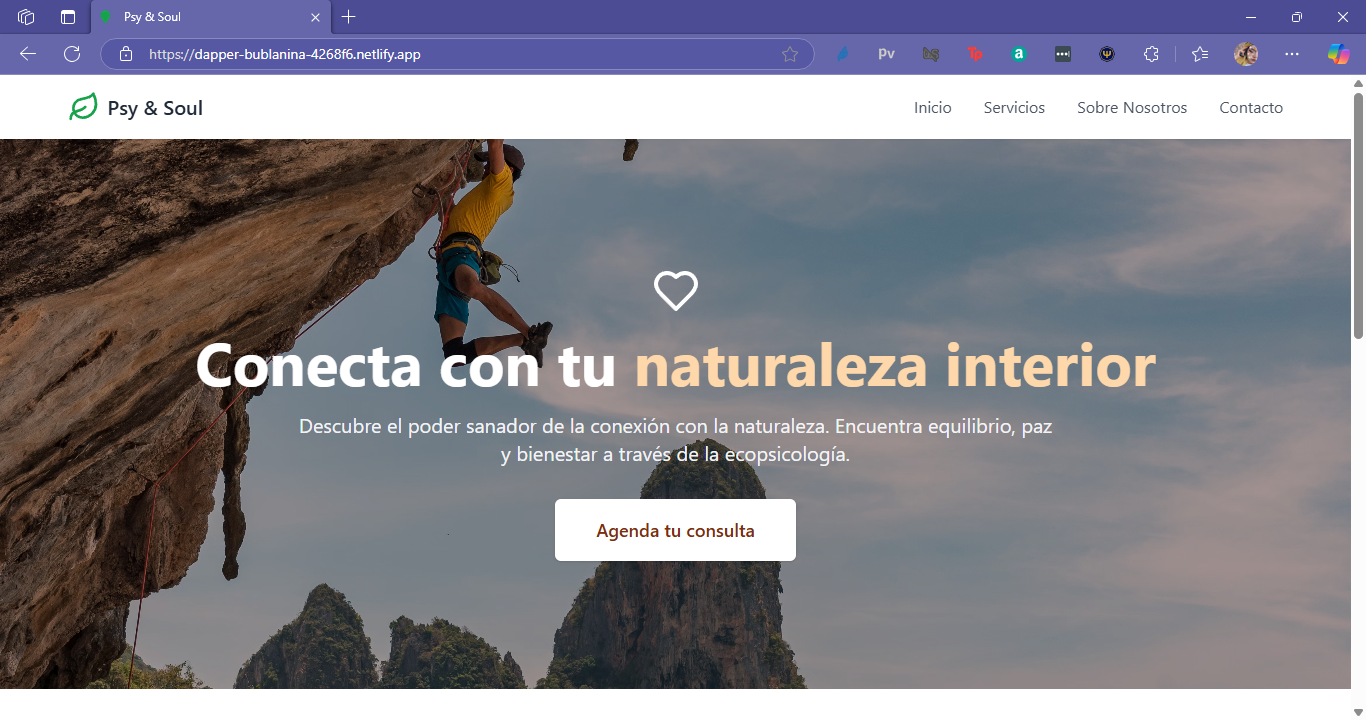 Psy & Soul
https://dapper-bublanina-4268f6.netlify.app
pv
bg
Tp
a
Psy & Soul
Inicio
Servicios
Sobre Nosotros
Contacto
Conecta con tu naturaleza interior
Descubre el poder sanador de la conexión con la naturaleza. Encuentra equilibrio, paz
y bienestar a través de la ecopsicología.
Agenda tu consulta